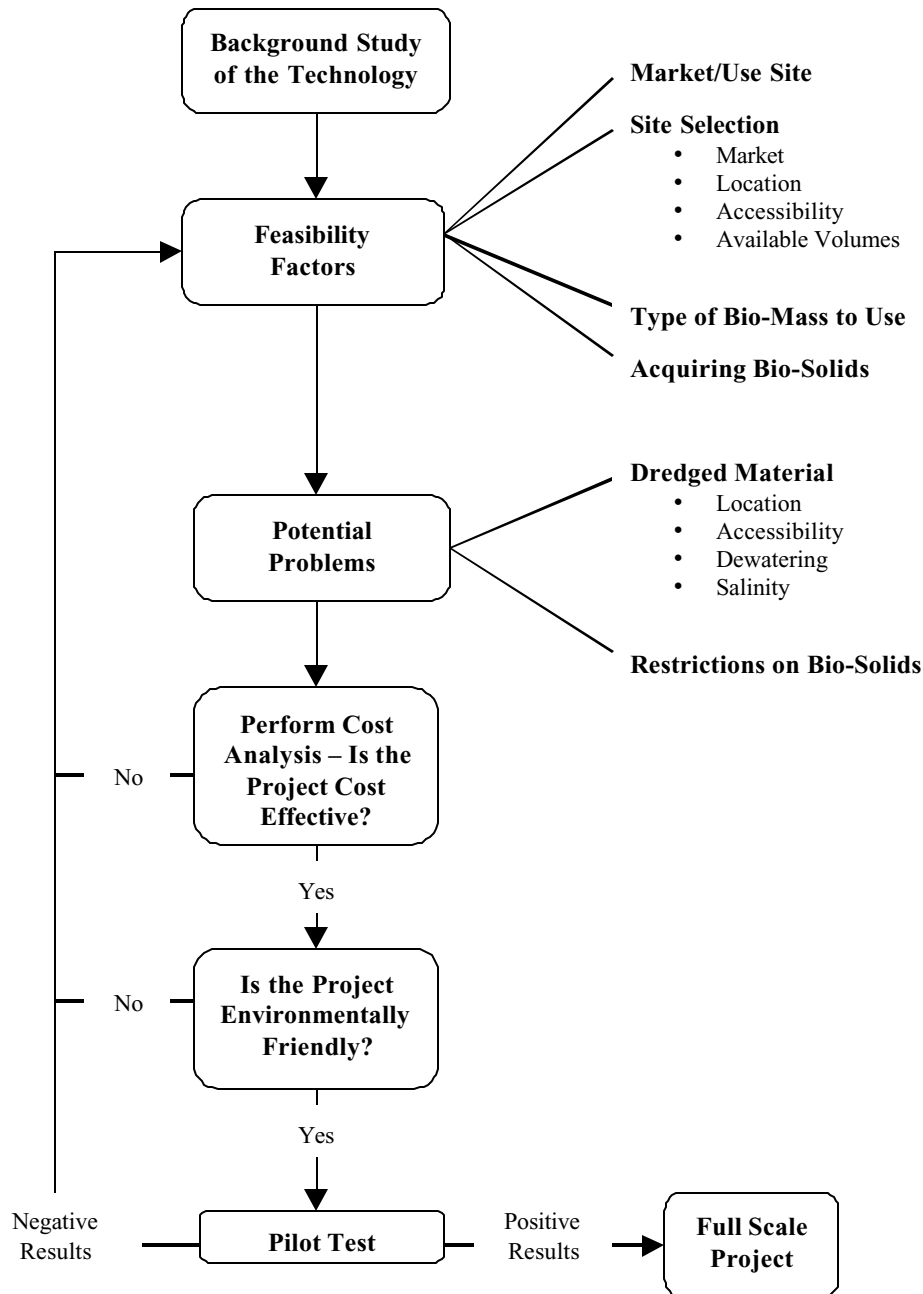 Background Study
of the Technology
Market/Use Site
Site Selection
• Market
• Location
• Accessibility
• Available Volumes
Feasibility
Factors
Type of Bio-Mass to Use
Acquiring Bio-Solids
Dredged Material
• Location
• Accessibility
• Dewatering
• Salinity
Potential
Problems
Restrictions on Bio-Solids
Perform Cost
Analysis – Is the
Project Cost
Effective?
No
Yes
Is the Project
Environmentally
Friendly?
No
Yes
Negative
Results
Pilot Test
Positive
Results
Full Scale
Project